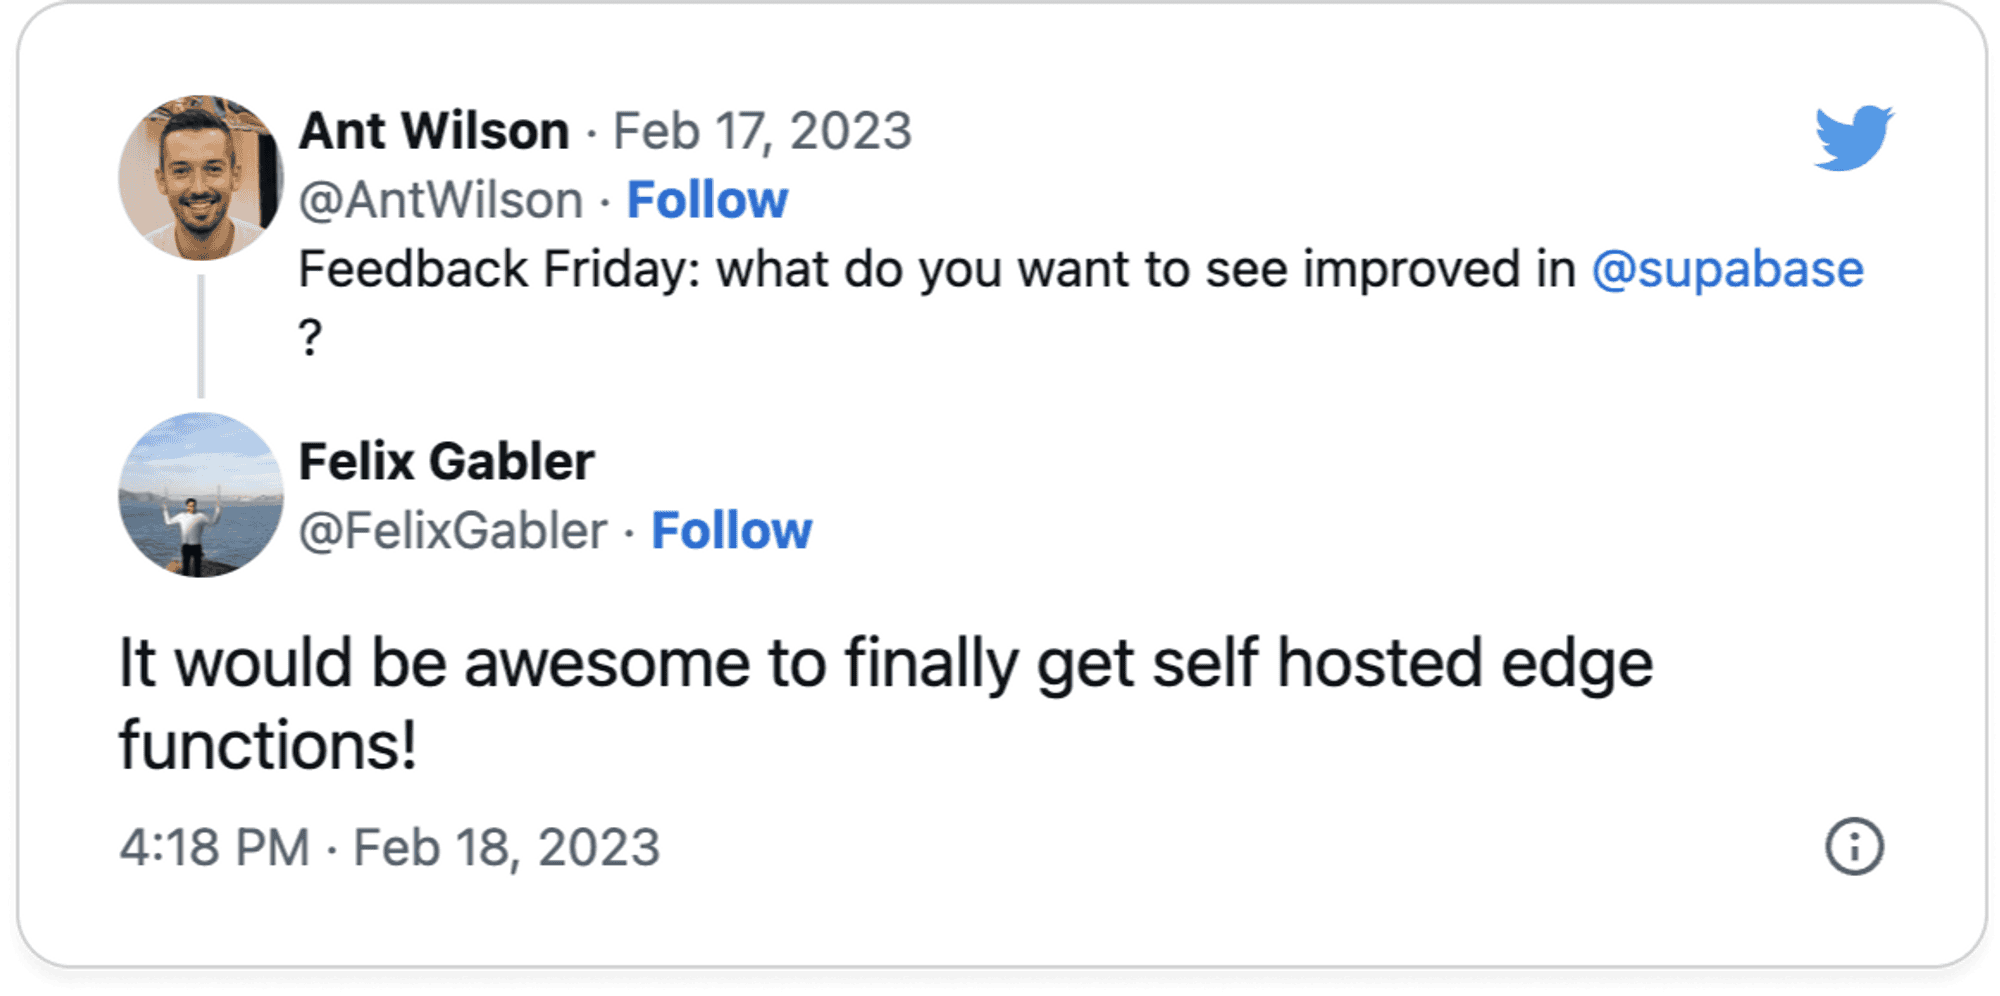 Ant Wilson · Feb 17, 2023
@AntWilson · Follow
Feedback Friday: what do you want to see improved in @supabase
?
Felix Gabler
@FelixGabler · Follow
It would be awesome to finally get self hosted edge
functions!
4:18 PM · Feb 18, 2023